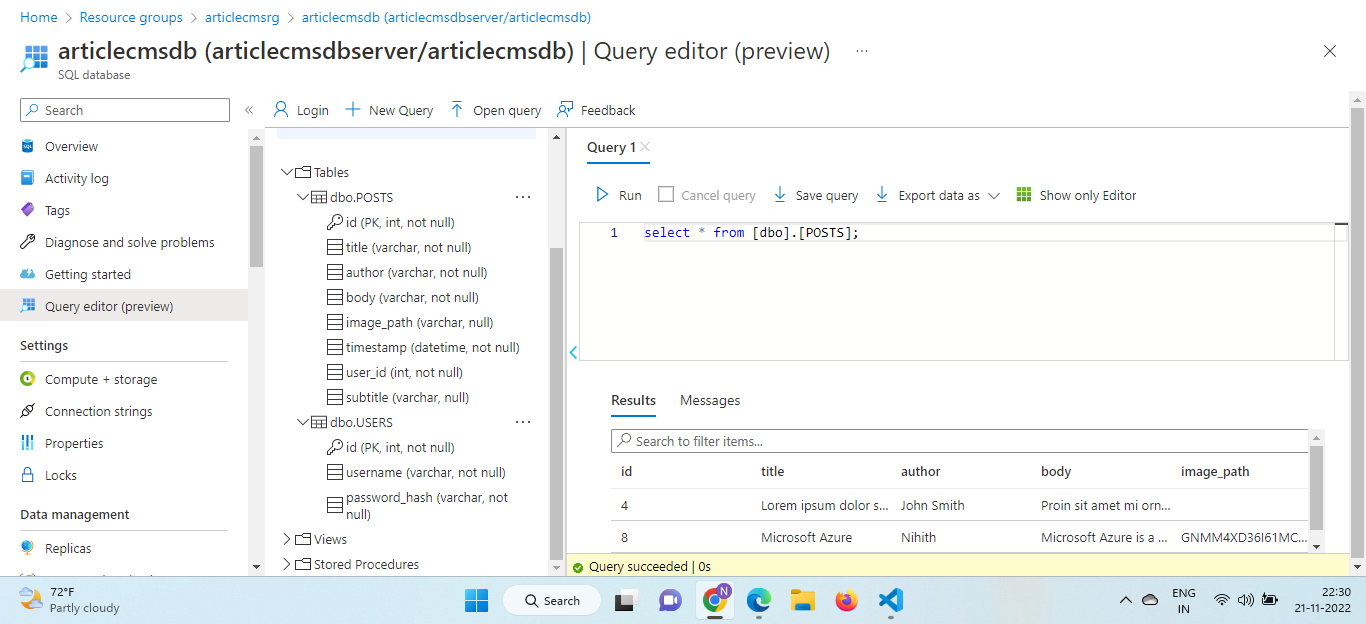 Home > Resource groups > articlecmsrg > articlecmsdb (articlecmsdbserver/articlecmsdb)
articlecmsdb (articlecmsdbserver/articlecmsdb) | Query editor (preview) ...
SQL database
Search
«
Login
New Query
Open query
Feedback
Overview
Activity log
Tags
Diagnose and solve problems
Getting started
Query editor (preview)
Settings
Compute + storage
Connection strings
Properties
Locks
Data management
Replicas
Tables
dbo.POSTS ...
id (PK, int, not null)
title (varchar, not null)
author (varchar, not null)
body (varchar, not null)
image_path (varchar, null)
timestamp (datetime, not null)
user_id (int, not null)
subtitle (varchar, null)
dbo.USERS ...
id (PK, int, not null)
username (varchar, not null)
password_hash (varchar, not
null)
Views
Stored Procedures
Query 1
Run
Cancel query
Save query
Export data as
Show only Editor
1 select * from [dbo].[POSTS];
Results
Messages
Search to filter items...
id title author body image_path
4 Lorem ipsum dolor s... John Smith Proin sit amet mi orn...
8 Microsoft Azure Nihith Microsoft Azure is a ... GNMM4XD36I61MC...
Query succeeded | 0s
72°F
Partly cloudy
Search
N
ENG
IN
22:30
21-11-2022